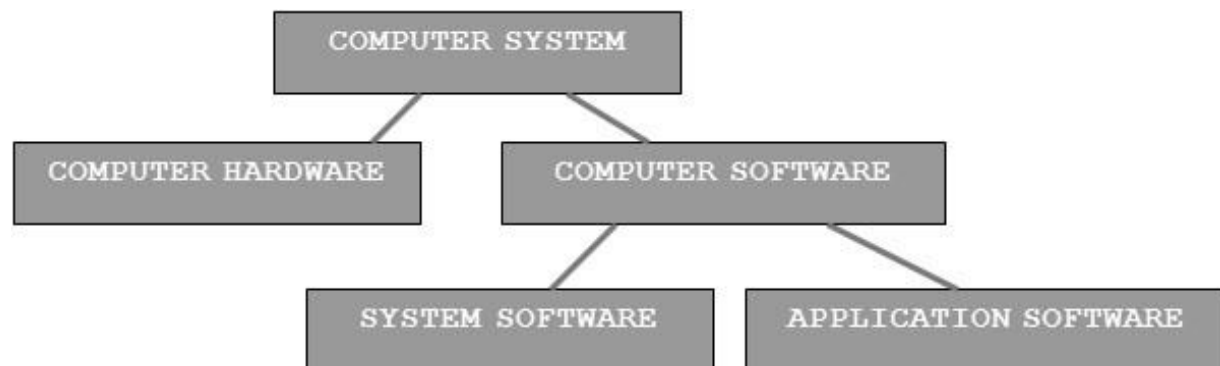 COMPUTER SYSTEM
COMPUTER HARDWARE
COMPUTER SOFTWARE
SYSTEM SOFTWARE
APPLICATION SOFTWARE